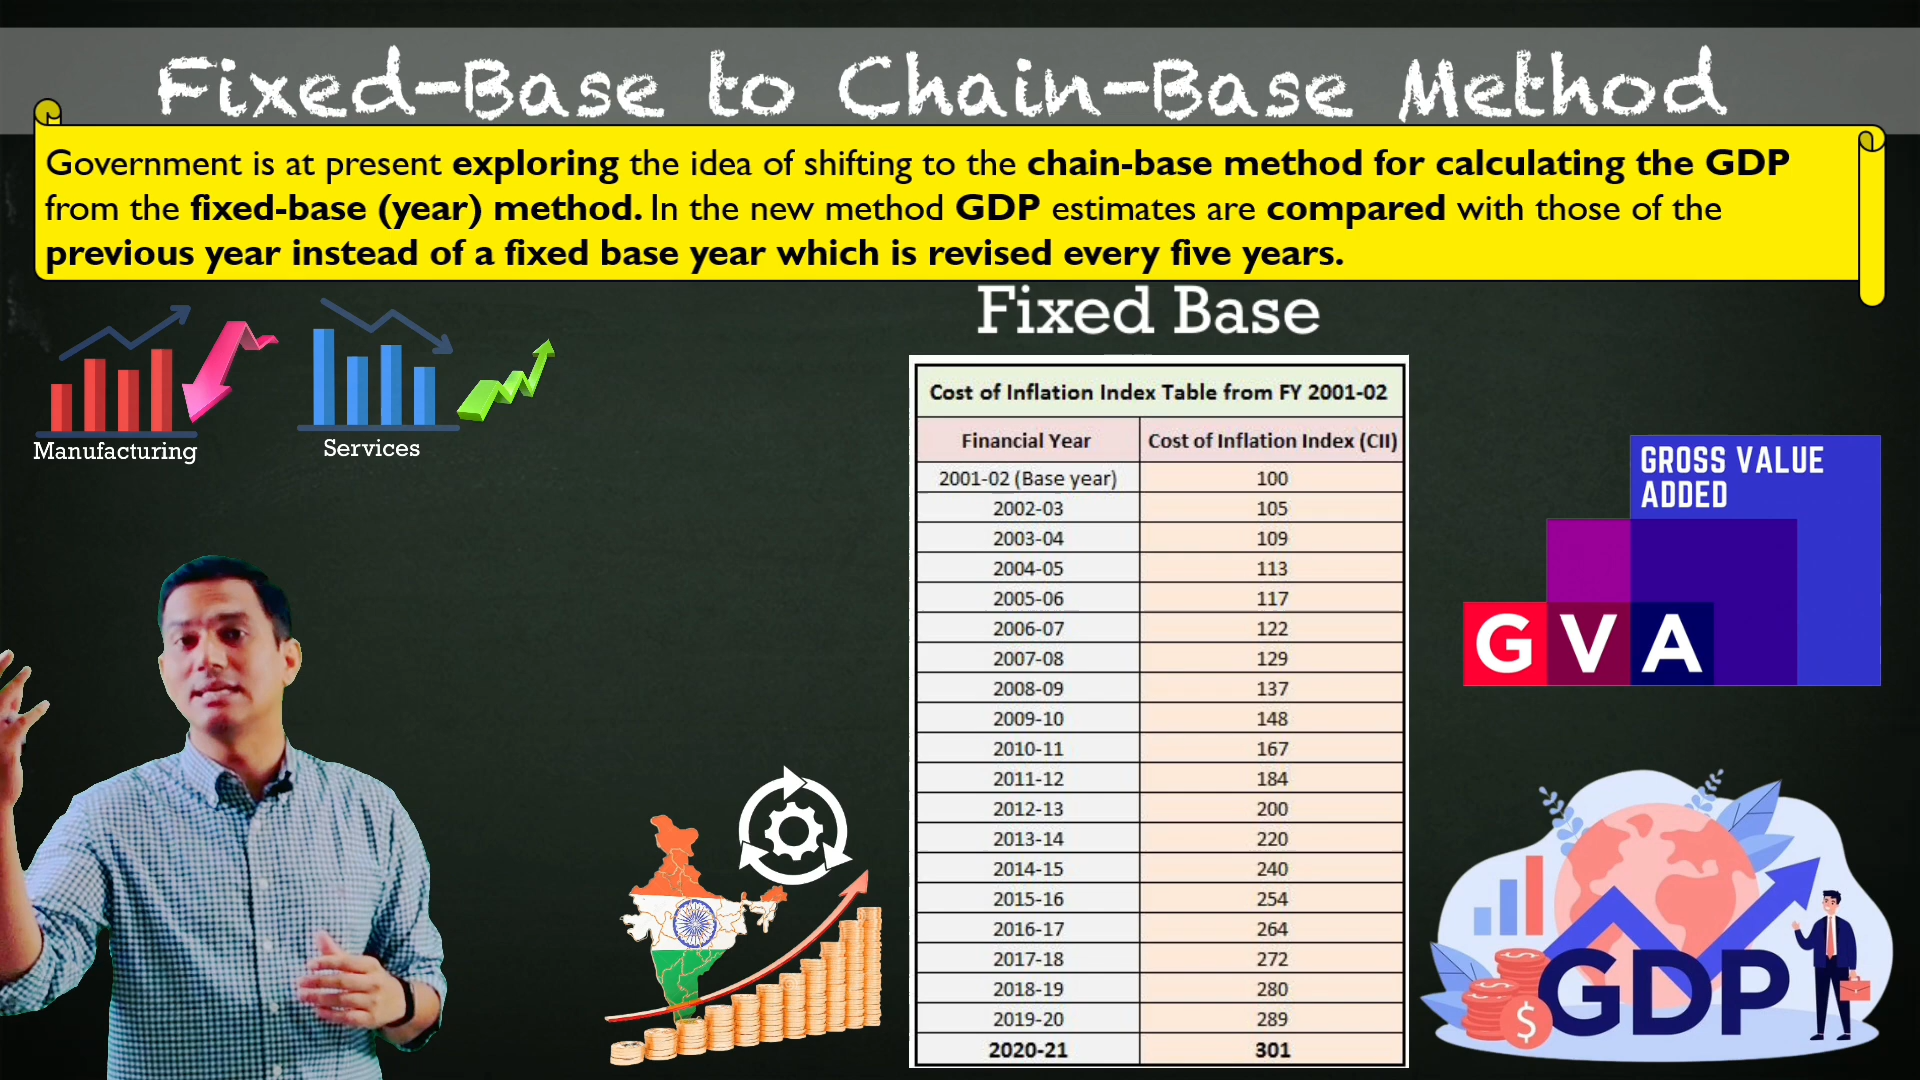 Fixed-Base to Chain-Base Method
Government is at present exploring the idea of shifting to the chain-base method for calculating the GDP
from the fixed-base (year) method. In the new method GDP estimates are compared with those of the
previous year instead of a fixed base year which is revised every five years.
Manufacturing
Services
Fixed Base
Cost of Inflation Index Table from FY 2001-02
Financial Year Cost of Inflation Index (CII)
2001-02 (Base year) 100
2002-03 105
2003-04 109
2004-05 113
2005-06 117
2006-07 122
2007-08 129
2008-09 137
2009-10 148
2010-11 167
2011-12 184
2012-13 200
2013-14 220
2014-15 240
2015-16 254
2016-17 264
2017-18 272
2018-19 280
2019-20 289
2020-21 301
GROSS VALUE
ADDED
GVA
GDP
$